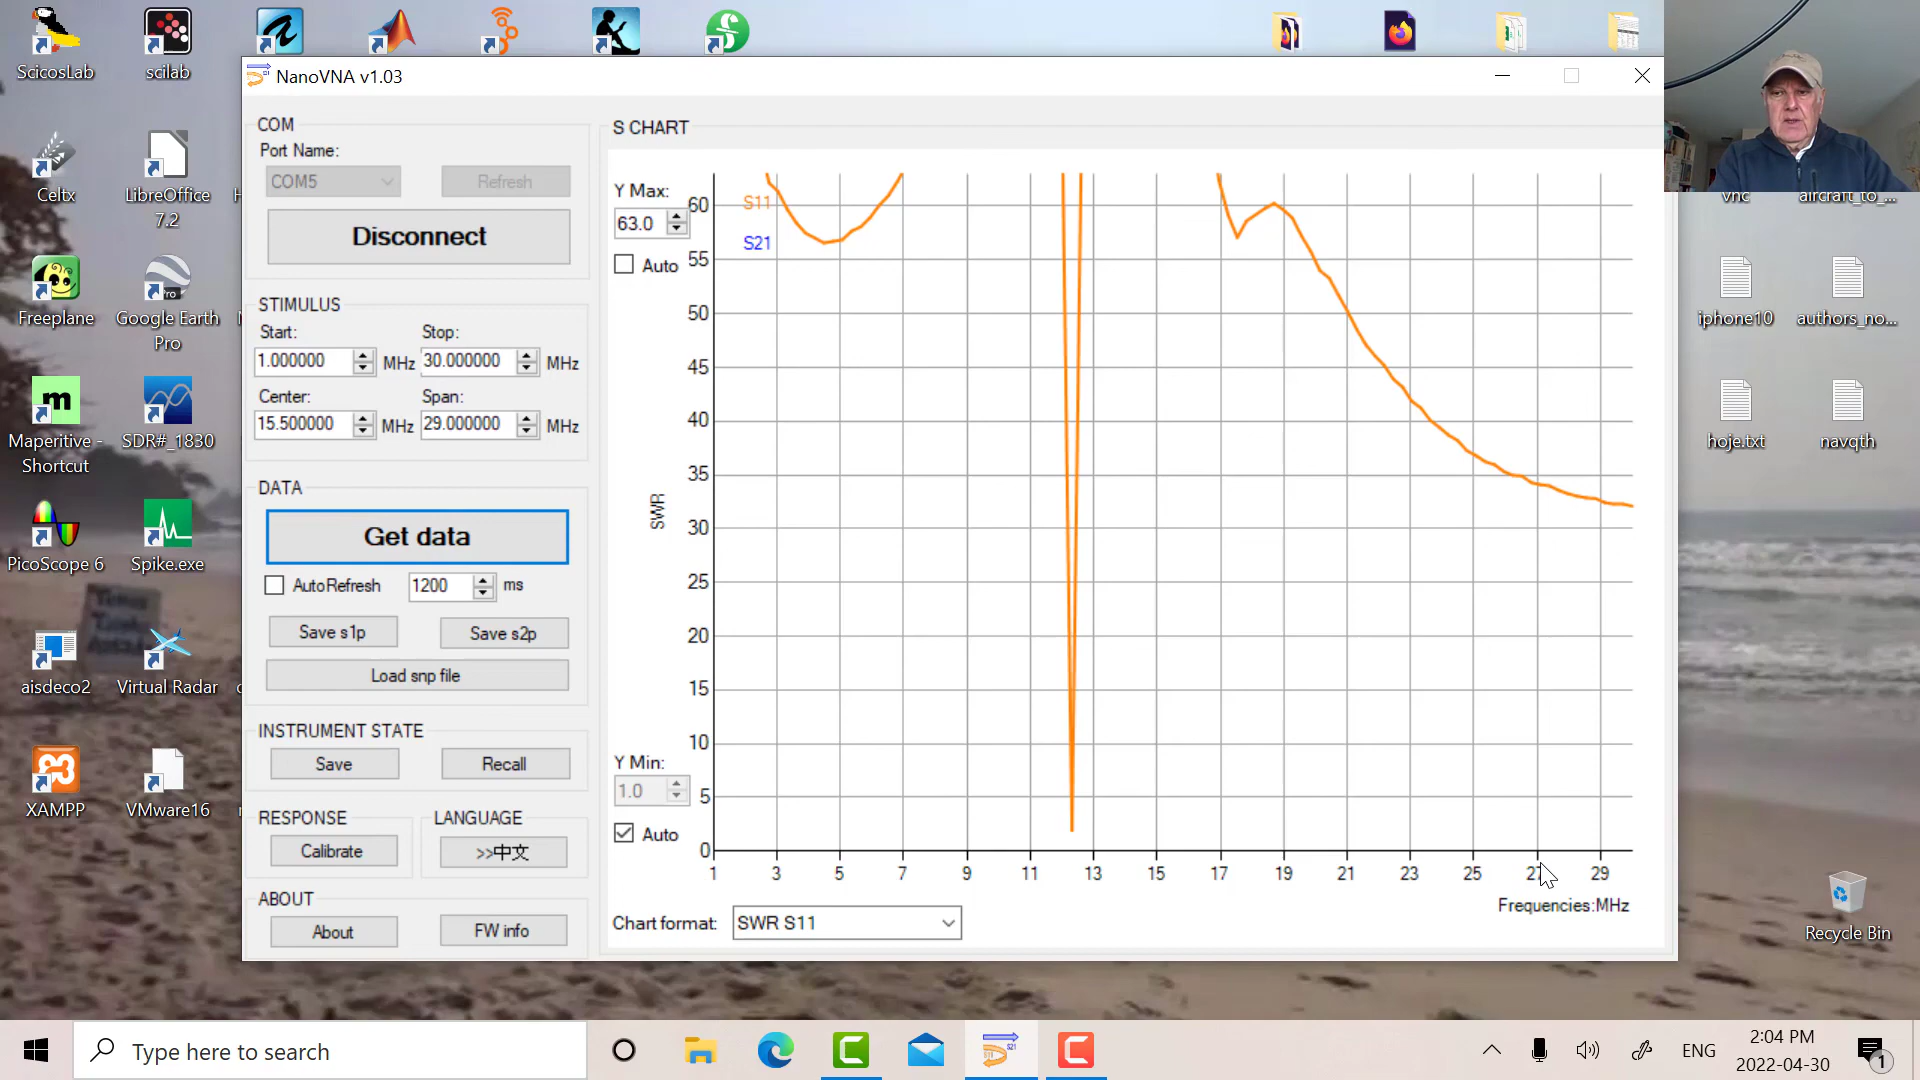 ScicosLab
scilab
Celtx
LibreOffice
7.2
Freeplane
Google Earth
Pro
Pro
m
Maperitive -
Shortcut
SDR#_1830
PicoScope 6
Spike.exe
aisdeco2
Virtual Radar
XAMPP
VMware16
NanoVNA v1.03
COM
Port Name:
COM5
Refresh
Disconnect
STIMULUS
Start:
Stop:
1.000000
MHz
30.000000
MHz
Center:
Span:
15.500000
MHz
29.000000
MHz
DATA
Get data
AutoRefresh
1200
ms
Save s1p
Save s2p
Load snp file
INSTRUMENT STATE
Save
Recall
RESPONSE
LANGUAGE
Calibrate
>>中文
ABOUT
About
FW info
S CHART
Y Max:
63.0
Auto
S11
S21
60
55
50
45
40
35
30
25
20
15
10
5
0
SWR
Y Min:
1.0
Auto
1 3 5 7 9 11 13 15 17 19 21 23 25 27 29
Frequencies:MHz
Chart format:
SWR S11
vnc
aircraft_to_...
iphone10
authors_no...
hoje.txt
navqth
Recycle Bin
Type here to search
S21
ENG
2:04 PM
2022-04-30
1